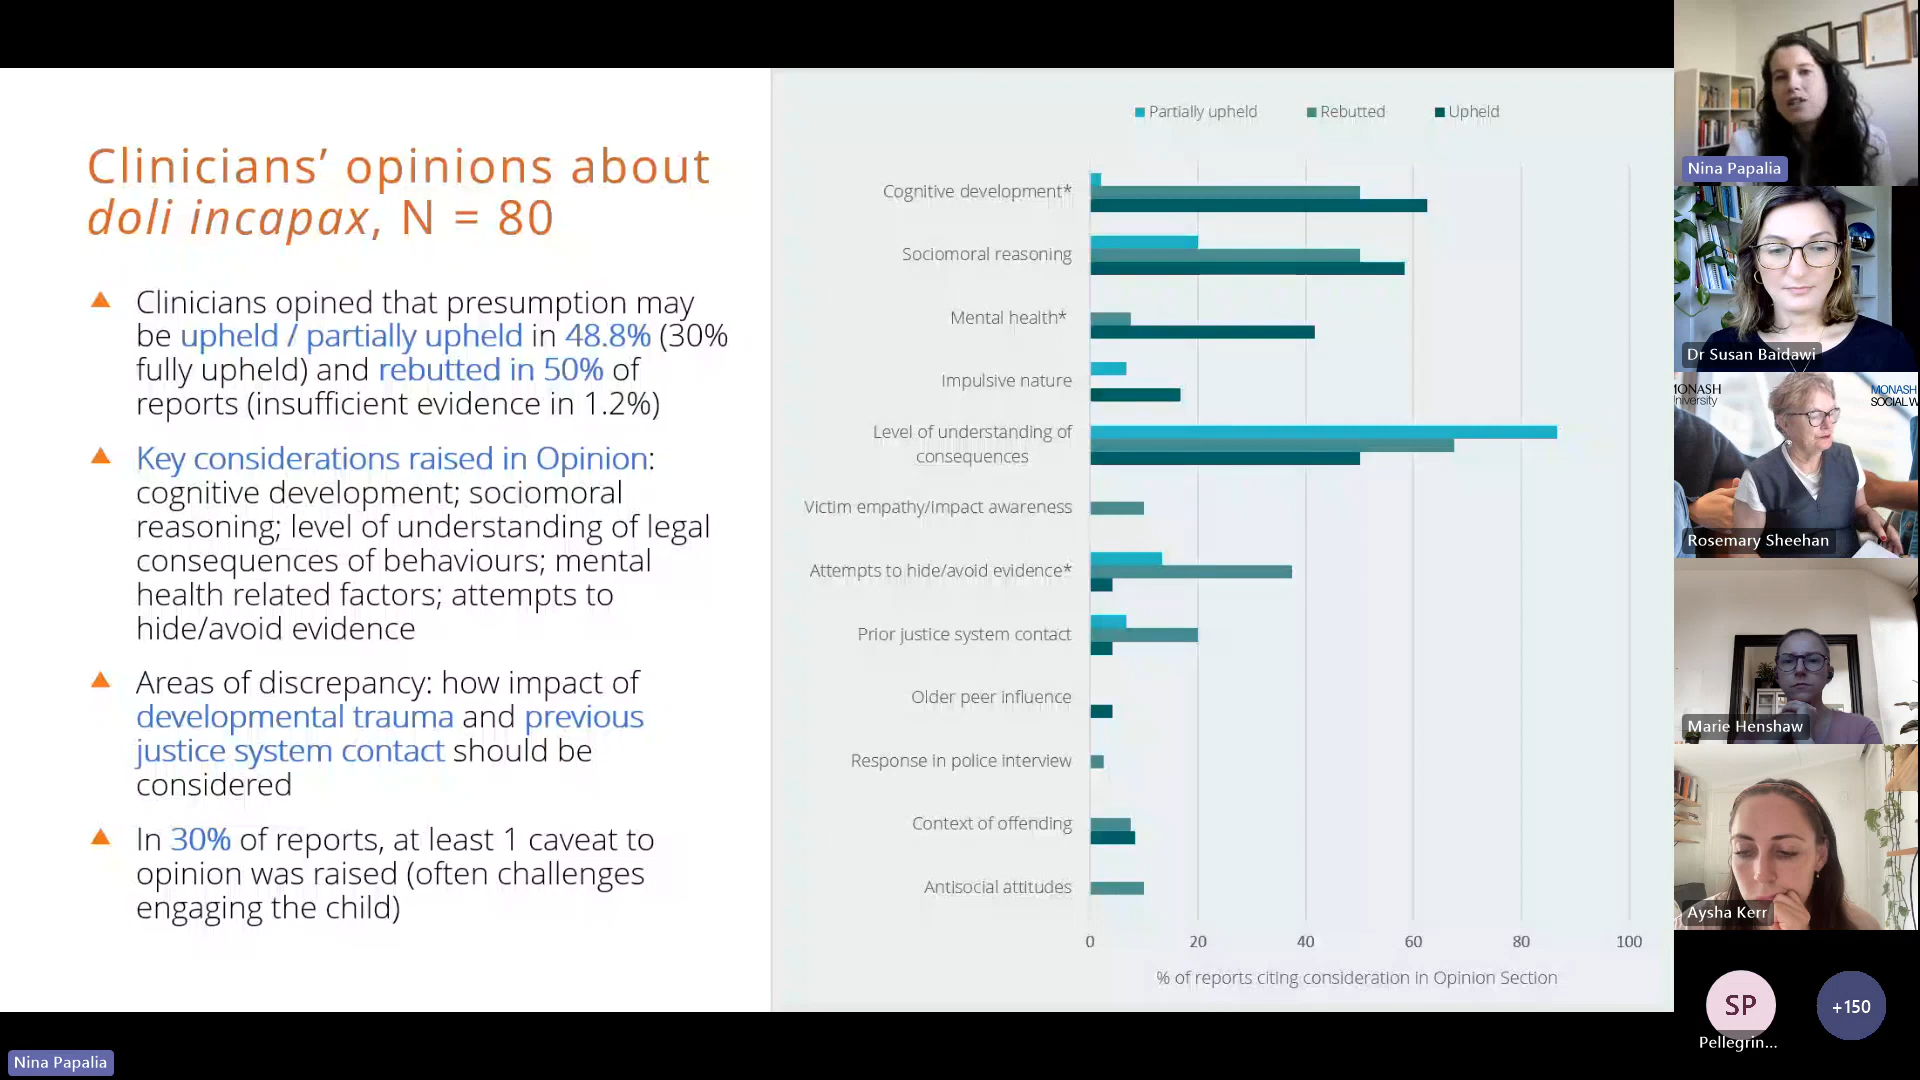 Clinicians’ opinions about
doli incapax, N = 80
Clinicians opined that presumption may
be upheld / partially upheld in 48.8% (30%
fully upheld) and rebutted in 50% of
reports (insufficient evidence in 1.2%)
Key considerations raised in Opinion:
cognitive development; sociomoral
reasoning; level of understanding of legal
consequences of behaviours; mental
health related factors; attempts to
hide/avoid evidence
Areas of discrepancy: how impact of
developmental trauma and previous
justice system contact should be
considered
In 30% of reports, at least 1 caveat to
opinion was raised (often challenges
engaging the child)
Partially upheld Rebutted Upheld
Cognitive development*
Sociomoral reasoning
Mental health*
Impulsive nature
Level of understanding of
consequences
Victim empathy/impact awareness
Attempts to hide/avoid evidence*
Prior justice system contact
Older peer influence
Response in police interview
Context of offending
Antisocial attitudes
0 20 40 60 80 100
% of reports citing consideration in Opinion Section
Nina Papalia
Dr Susan Baidawi
MONASH
SOCIAL W
Rosemary Sheehan
Marie Henshaw
Aysha Kerr
SP
Pellegrin...
+150
Nina Papalia